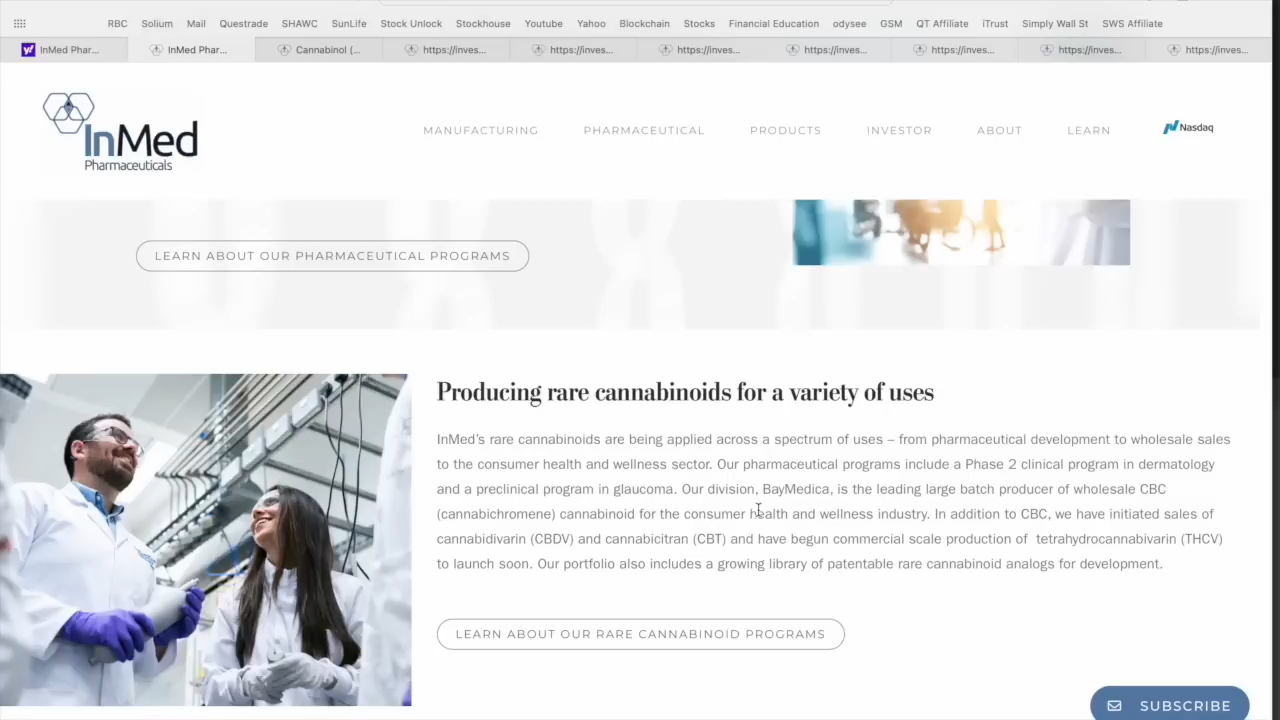 RBC Solium Mail Questrade SHAWC SunLife Stock Unlock Stockhouse Youtube Yahoo Blockchain Stocks Financial Education odysee GSM QT Affiliate iTrust Simply Wall St SWS Affiliate
InMed Phar... InMed Phar... Cannabinol (... https://inves... https://inves... https://inves... https://inves... https://inves... https://inves... https://inves...
InMed
Pharmaceuticals
MANUFACTURING PHARMACEUTICAL PRODUCTS INVESTOR ABOUT LEARN Nasdaq
LEARN ABOUT OUR PHARMACEUTICAL PROGRAMS
Producing rare cannabinoids for a variety of uses
InMed's rare cannabinoids are being applied across a spectrum of uses – from pharmaceutical development to wholesale sales
to the consumer health and wellness sector. Our pharmaceutical programs include a Phase 2 clinical program in dermatology
and a preclinical program in glaucoma. Our division, BayMedica, is the leading large batch producer of wholesale CBC
(cannabichromene) cannabinoid for the consumer health and wellness industry. In addition to CBC, we have initiated sales of
cannabidivarin (CBDV) and cannabicitran (CBT) and have begun commercial scale production of tetrahydrocannabivarin (THCV)
to launch soon. Our portfolio also includes a growing library of patentable rare cannabinoid analogs for development.
LEARN ABOUT OUR RARE CANNABINOID PROGRAMS
SUBSCRIBE